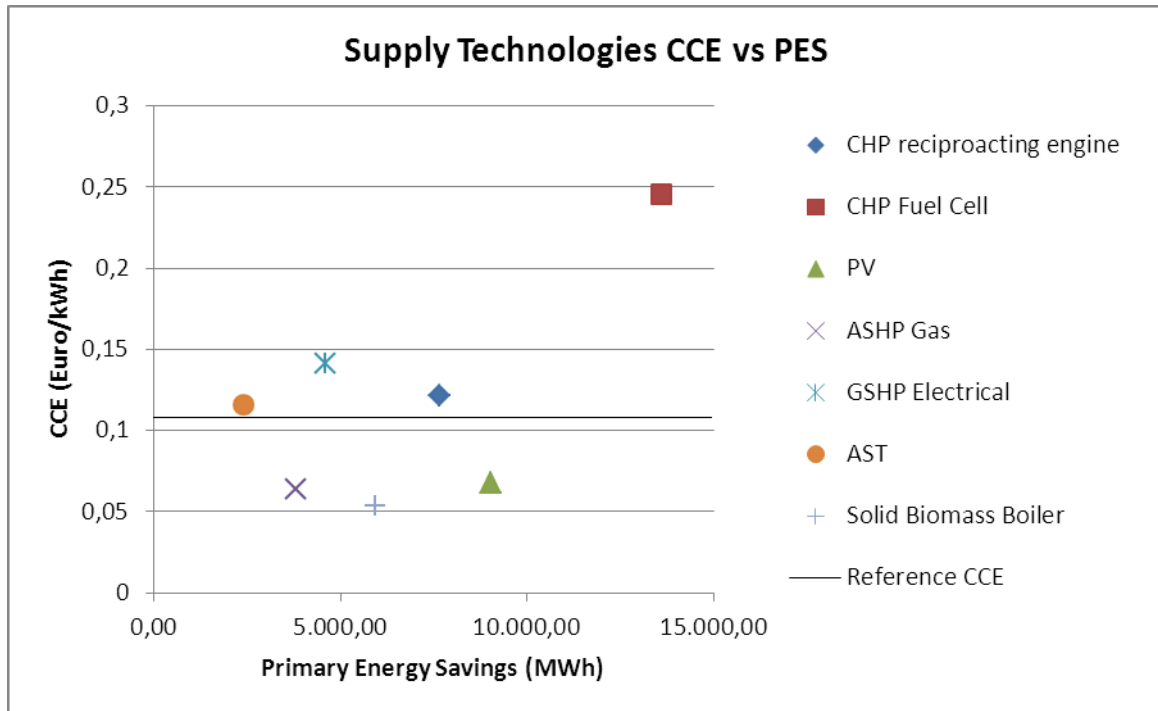 Supply Technologies CCE vs PES
CCE (Euro/kWh)
0,3
0,25
0,2
0,15
0,1
0,05
0
0,00
5.000,00
10.000,00
15.000,00
Primary Energy Savings (MWh)
CHP reciproacting engine
CHP Fuel Cell
PV
ASHP Gas
GSHP Electrical
AST
Solid Biomass Boiler
Reference CCE